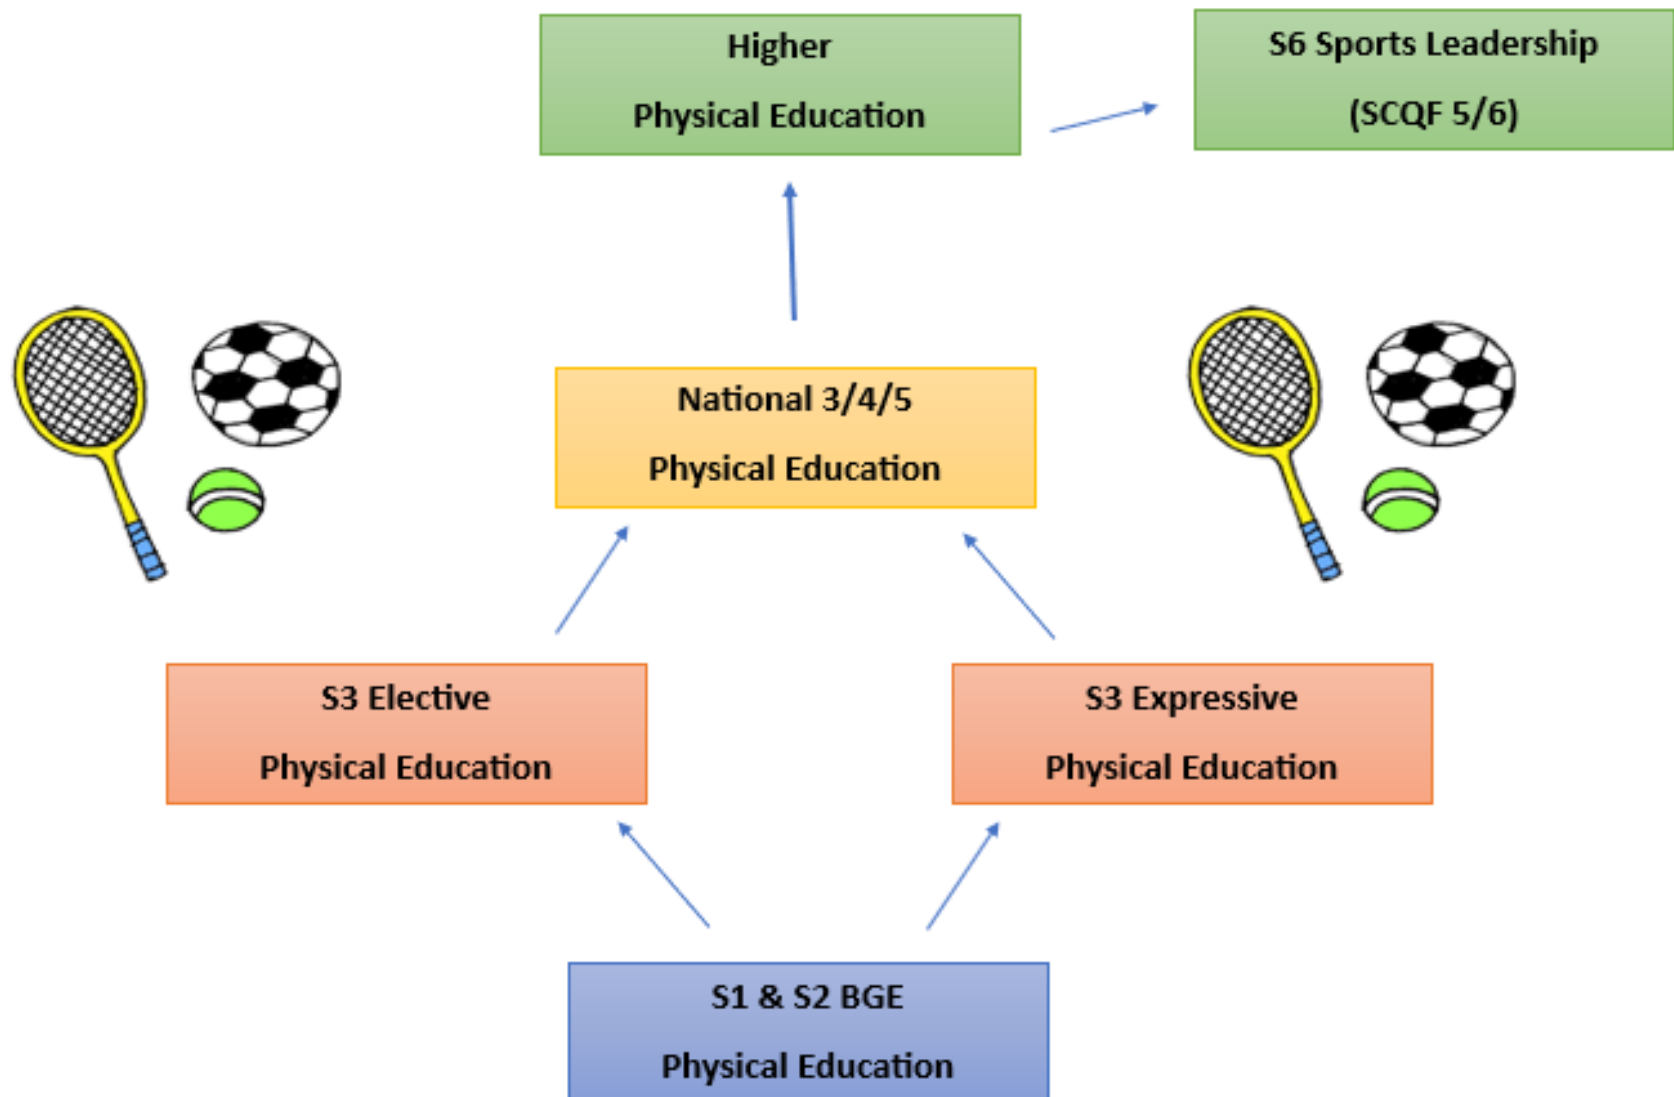 Higher
Physical Education
S6 Sports Leadership
(SCQF 5/6)
National 3/4/5
Physical Education
S3 Elective
Physical Education
S3 Expressive
Physical Education
S1 & S2 BGE
Physical Education